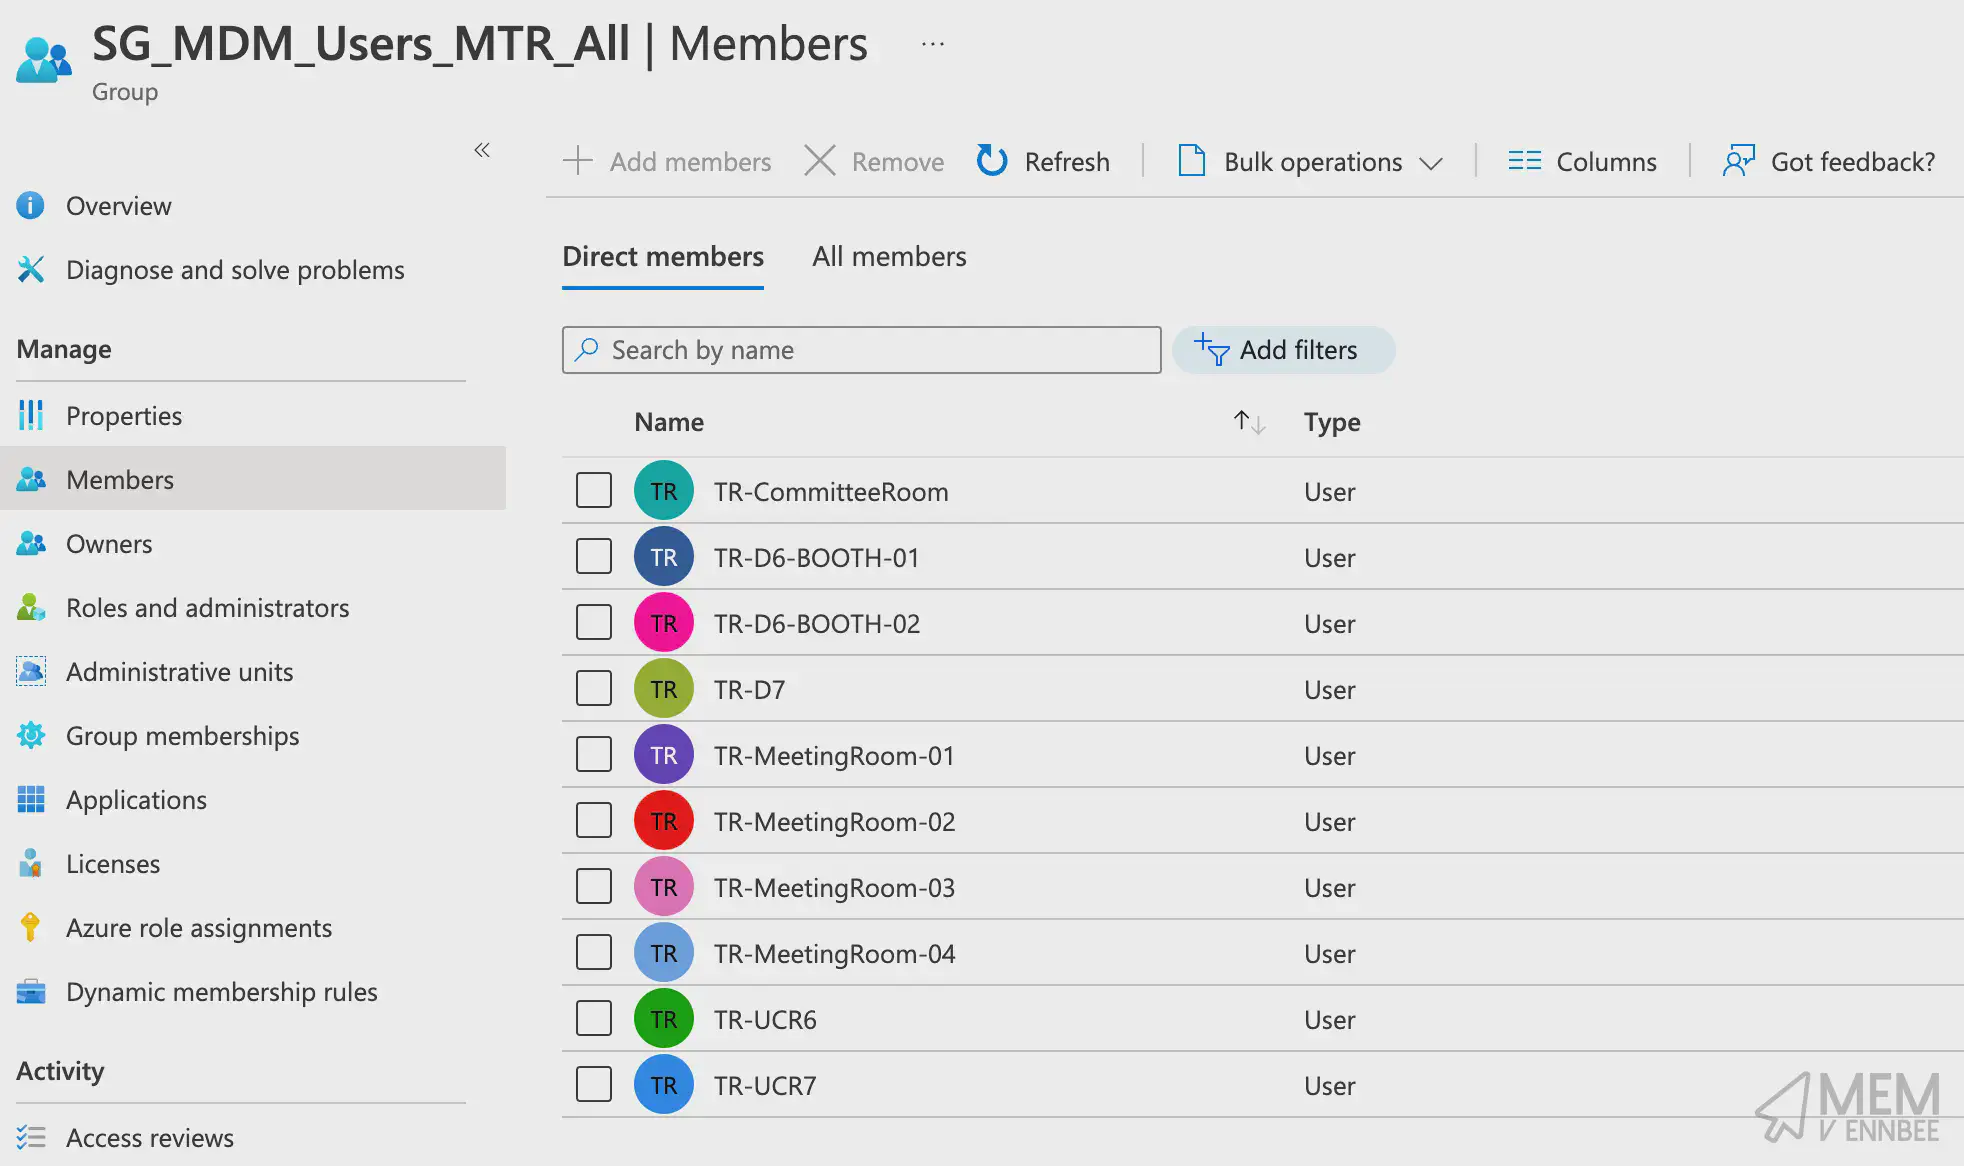 SG_MDM_Users_MTR_All | Members ...
Group
«
Overview
Diagnose and solve problems
Manage
Properties
Members
Owners
Roles and administrators
Administrative units
Group memberships
Applications
Licenses
Azure role assignments
Dynamic membership rules
Activity
Access reviews
Add members Remove Refresh Bulk operations Columns Got feedback?
Direct members All members
Search by name Add filters
Name Type
TR TR-CommitteeRoom User
TR TR-D6-BOOTH-01 User
TR TR-D6-BOOTH-02 User
TR TR-D7 User
TR TR-MeetingRoom-01 User
TR TR-MeetingRoom-02 User
TR TR-MeetingRoom-03 User
TR TR-MeetingRoom-04 User
TR TR-UCR6 User
TR TR-UCR7 User
MEM
V ENNBEE